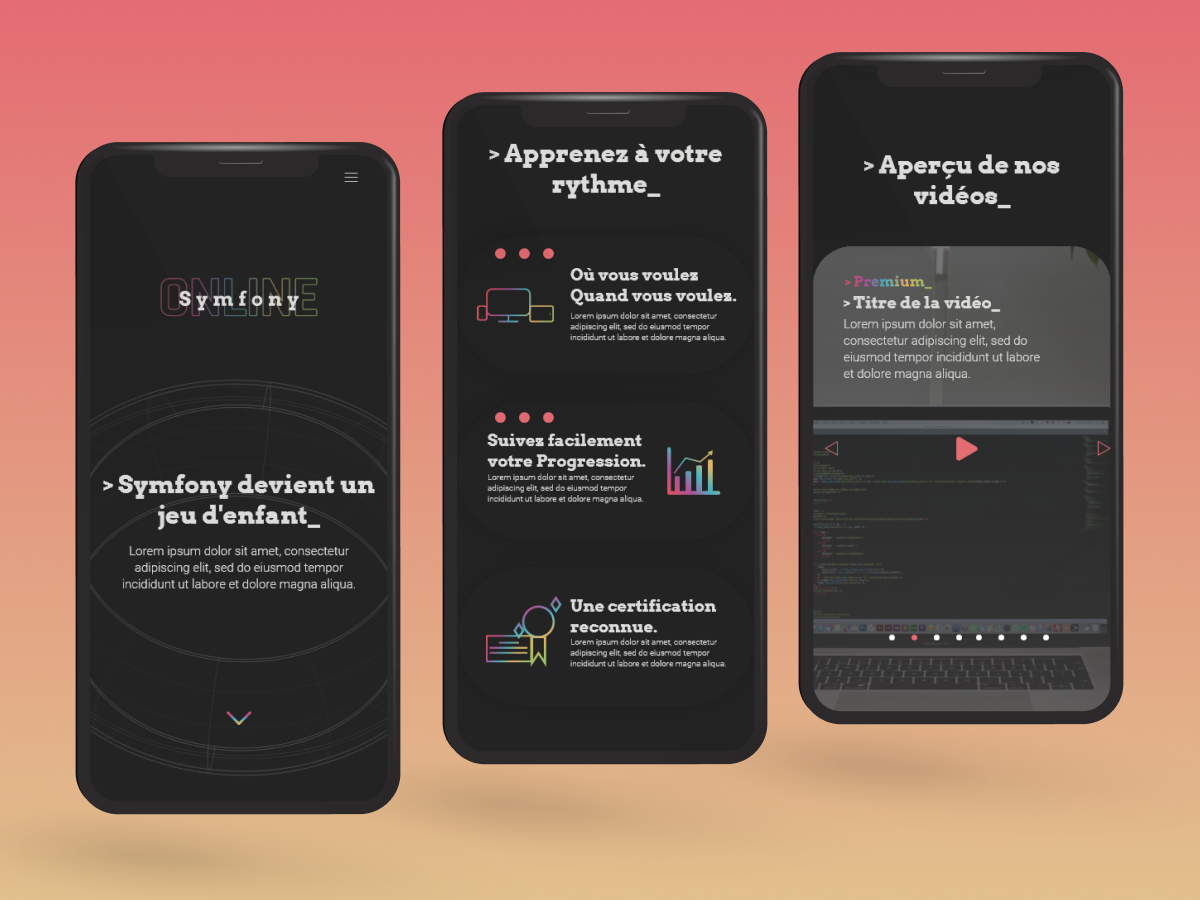 ONLINE
Symfony
> Symfony devient un
jeu d'enfant_
Lorem ipsum dolor sit amet, consectetur
adipiscing elit, sed do eiusmod tempor
incididunt ut labore et dolore magna aliqua.
> Apprenez à votre
rythme_
Où vous voulez
Quand vous voulez.
Lorem ipsum dolor sit amet, consectetur
adipiscing elit, sed do eiusmod tempor
incididunt ut labore et dolore magna aliqua.
Suivez facilement
votre Progression.
Lorem ipsum dolor sit amet, consectetur
adipiscing elit, sed do eiusmod tempor
incididunt ut labore et dolore magna aliqua.
Une certification
reconnue.
Lorem ipsum dolor sit amet, consectetur
adipiscing elit, sed do eiusmod tempor
incididunt ut labore et dolore magna aliqua.
> Aperçu de nos
vidéos_
> Premium_
> Titre de la vidéo_
Lorem ipsum dolor sit amet,
consectetur adipiscing elit, sed do
eiusmod tempor incididunt ut labore
et dolore magna aliqua.